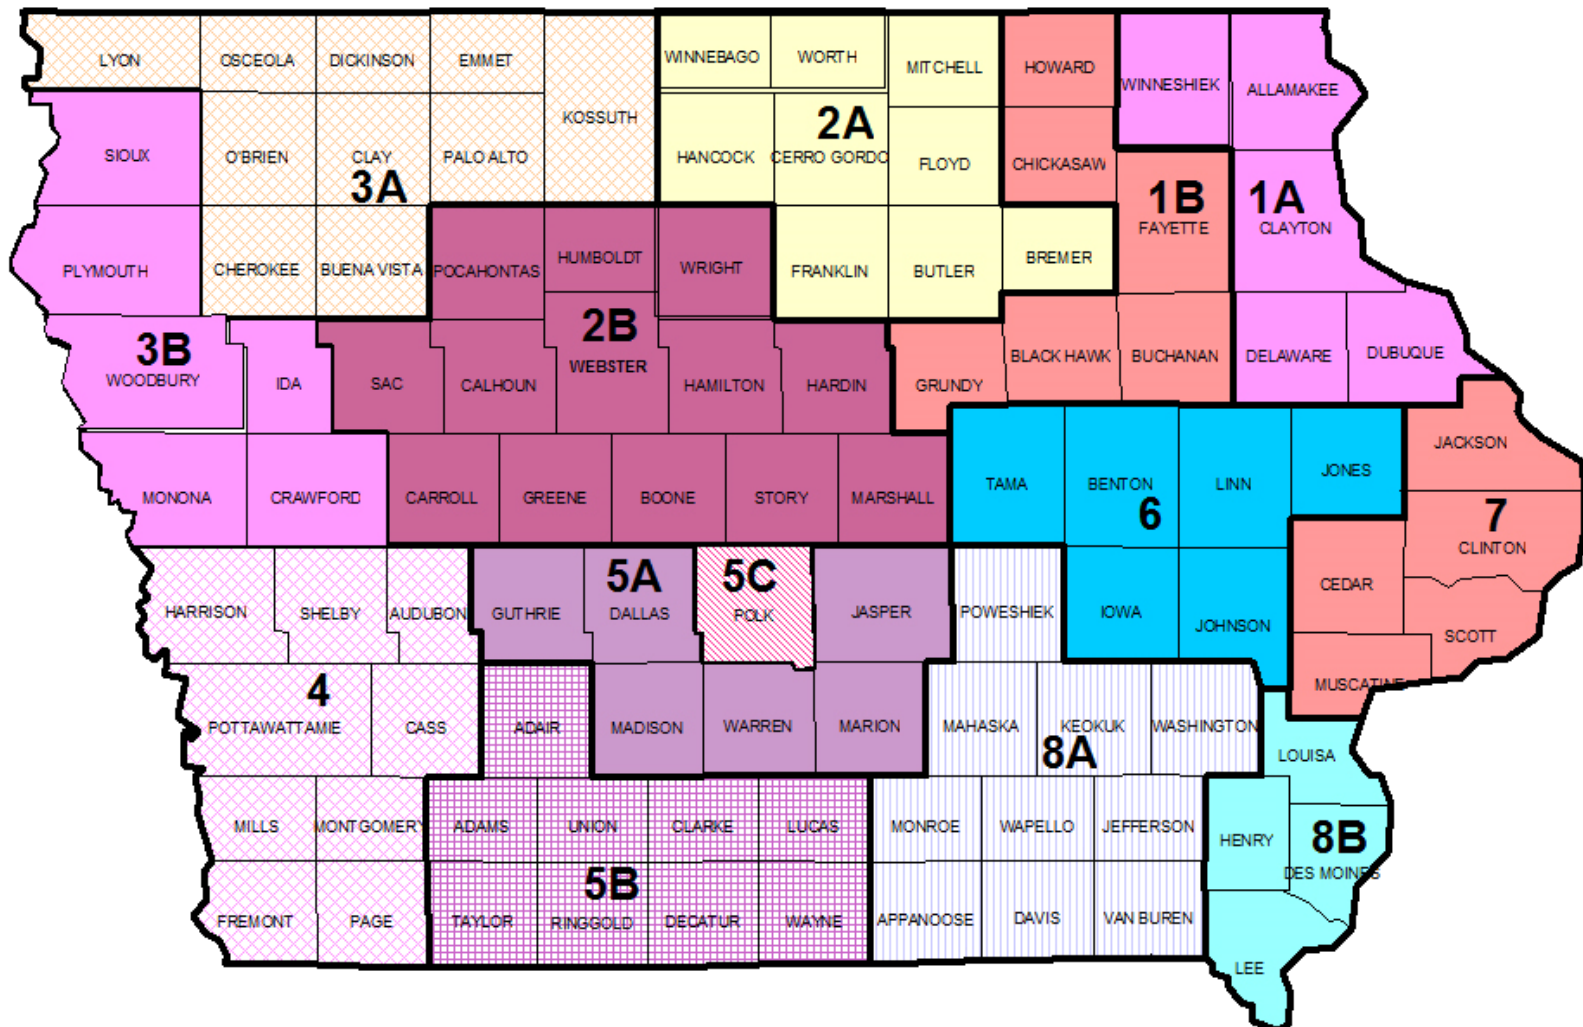 LYON
OSCEOLA
DICKINSON
EMMET
KOSSUTH
WINNEBAGO
WORTH
MITCHELL
HOWARD
WINNESHIEK
ALLAMAKEE
SIOUX
O'BRIEN
CLAY
PALO ALTO
3A
HANCOCK
2A
CERRO GORDO
FLOYD
CHICKASAW
1B
FAYETTE
1A
CLAYTON
PLYMOUTH
CHEROKEE
BUENA VISTA
POCAHONTAS
HUMBOLDT
WRIGHT
FRANKLIN
BUTLER
BREMER
3B
WOODBURY
IDA
SAC
CALHOUN
2B
WEBSTER
HAMILTON
HARDIN
GRUNDY
BLACK HAWK
BUCHANAN
DELAWARE
DUBUQUE
MONONA
CRAWFORD
CARROLL
GREENE
BOONE
STORY
MARSHALL
TAMA
BENTON
6
LINN
JONES
JACKSON
7
CLINTON
HARRISON
SHELBY
AUDUBON
GUTHRIE
5A
DALLAS
5C
POLK
JASPER
POWESHIEK
IOWA
JOHNSON
CEDAR
SCOTT
MUSCATINE
4
POTTAWATTAMIE
CASS
ADAIR
MADISON
WARREN
MARION
MAHASKA
KEOKUK
WASHINGTON
8A
LOUISA
MILLS
MONTGOMERY
ADAMS
UNION
CLARKE
LUCAS
MONROE
WAPELLO
JEFFERSON
HENRY
8B
DES MOINES
FREMONT
PAGE
TAYLOR
5B
RINGGOLD
DECATUR
WAYNE
APPANOOSE
DAVIS
VAN BUREN
LEE